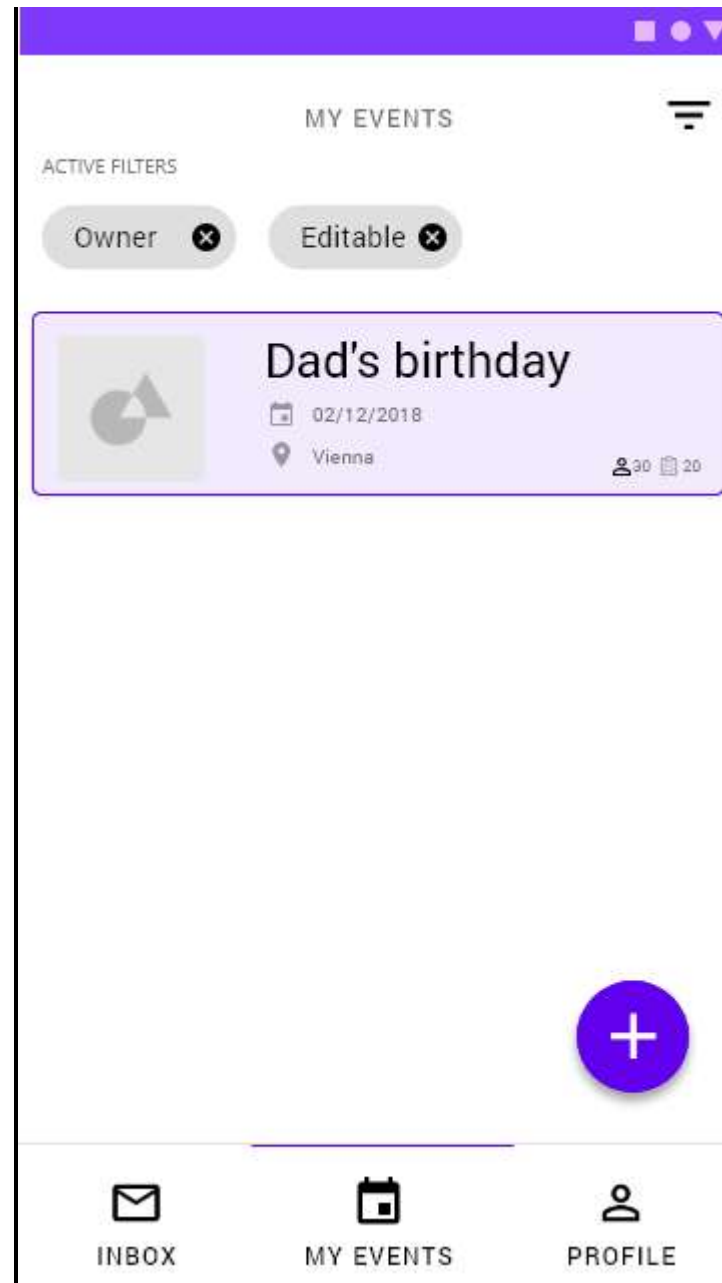 MY EVENTS
ACTIVE FILTERS
Owner Editable
Dad's birthday
02/12/2018
Vienna
30 20
INBOX MY EVENTS PROFILE